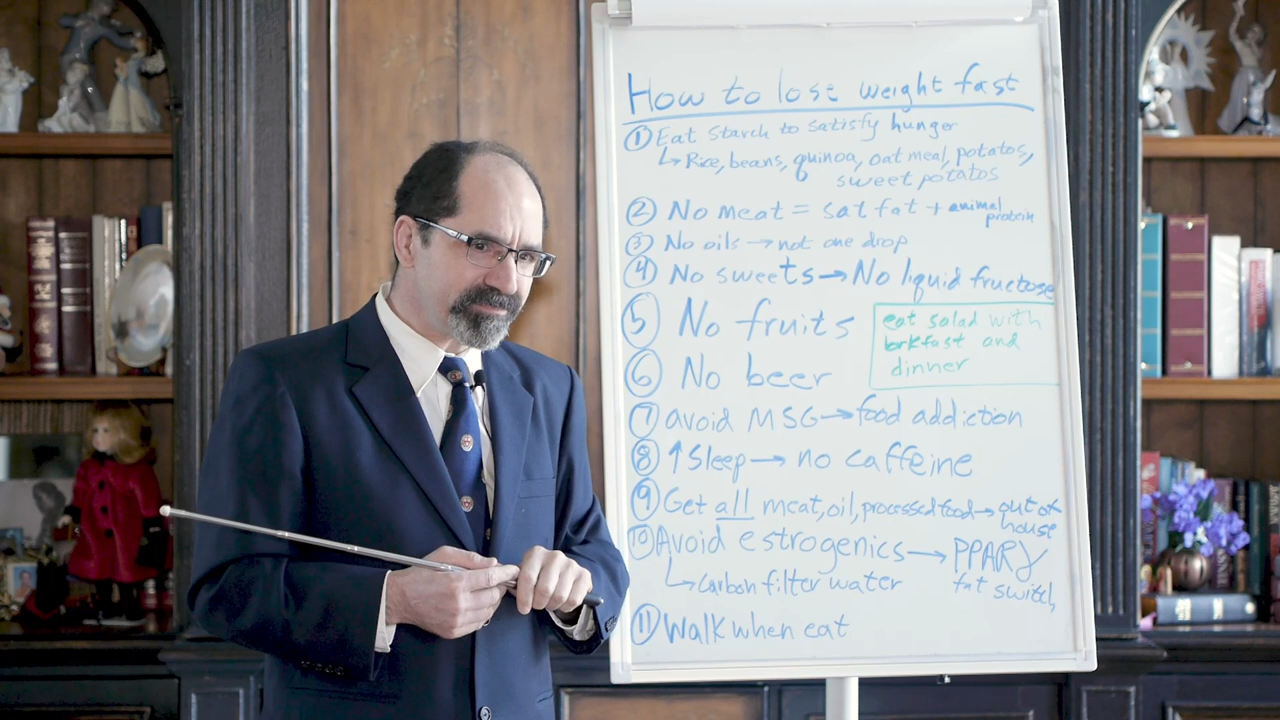 How to lose weight fast
① Eat starch to satisfy hunger
↳ Rice, beans, quinoa, oatmeal, potatos,
sweet potatos
② No meat = sat fat + animal protein
③ No oils → not one drop
④ No sweets → No liquid fructose
⑤ No fruits
eat salad with
brkfast and
dinner
⑥ No beer
⑦ avoid MSG → food addiction
⑧ ↑ Sleep → no caffeine
⑨ Get all meat, oil, processed food → out of house
⑩ Avoid estrogenics → PPARγ
↳ Carbon filter water
fat switch
⑪ Walk when eat